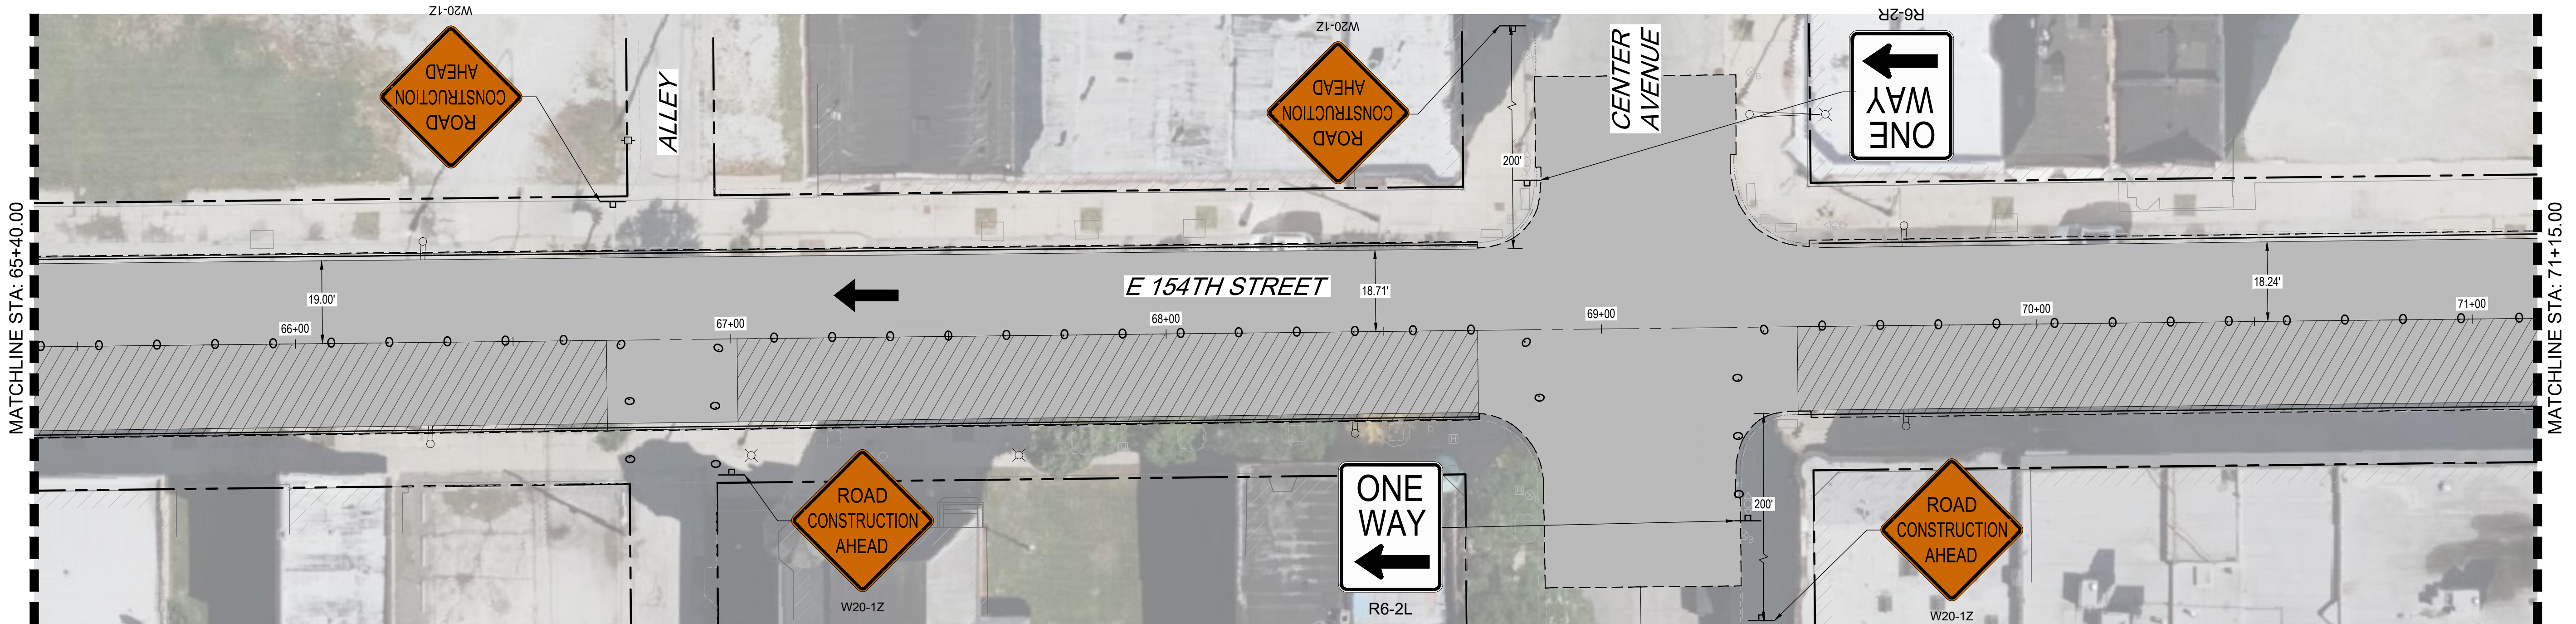 W20-1Z
ROAD
CONSTRUCTION
AHEAD
ALLEY
W20-1Z
ROAD
CONSTRUCTION
AHEAD
200'
CENTER
AVENUE
R6-2R
ONE
WAY
MATCHLINE STA: 65+40.00
MATCHLINE STA: 71+15.00
19.00'
E 154TH STREET
18.71'
18.24'
66+00
67+00
68+00
69+00
70+00
71+00
ROAD
CONSTRUCTION
AHEAD
W20-1Z
ONE
WAY
R6-2L
200'
ROAD
CONSTRUCTION
AHEAD
W20-1Z